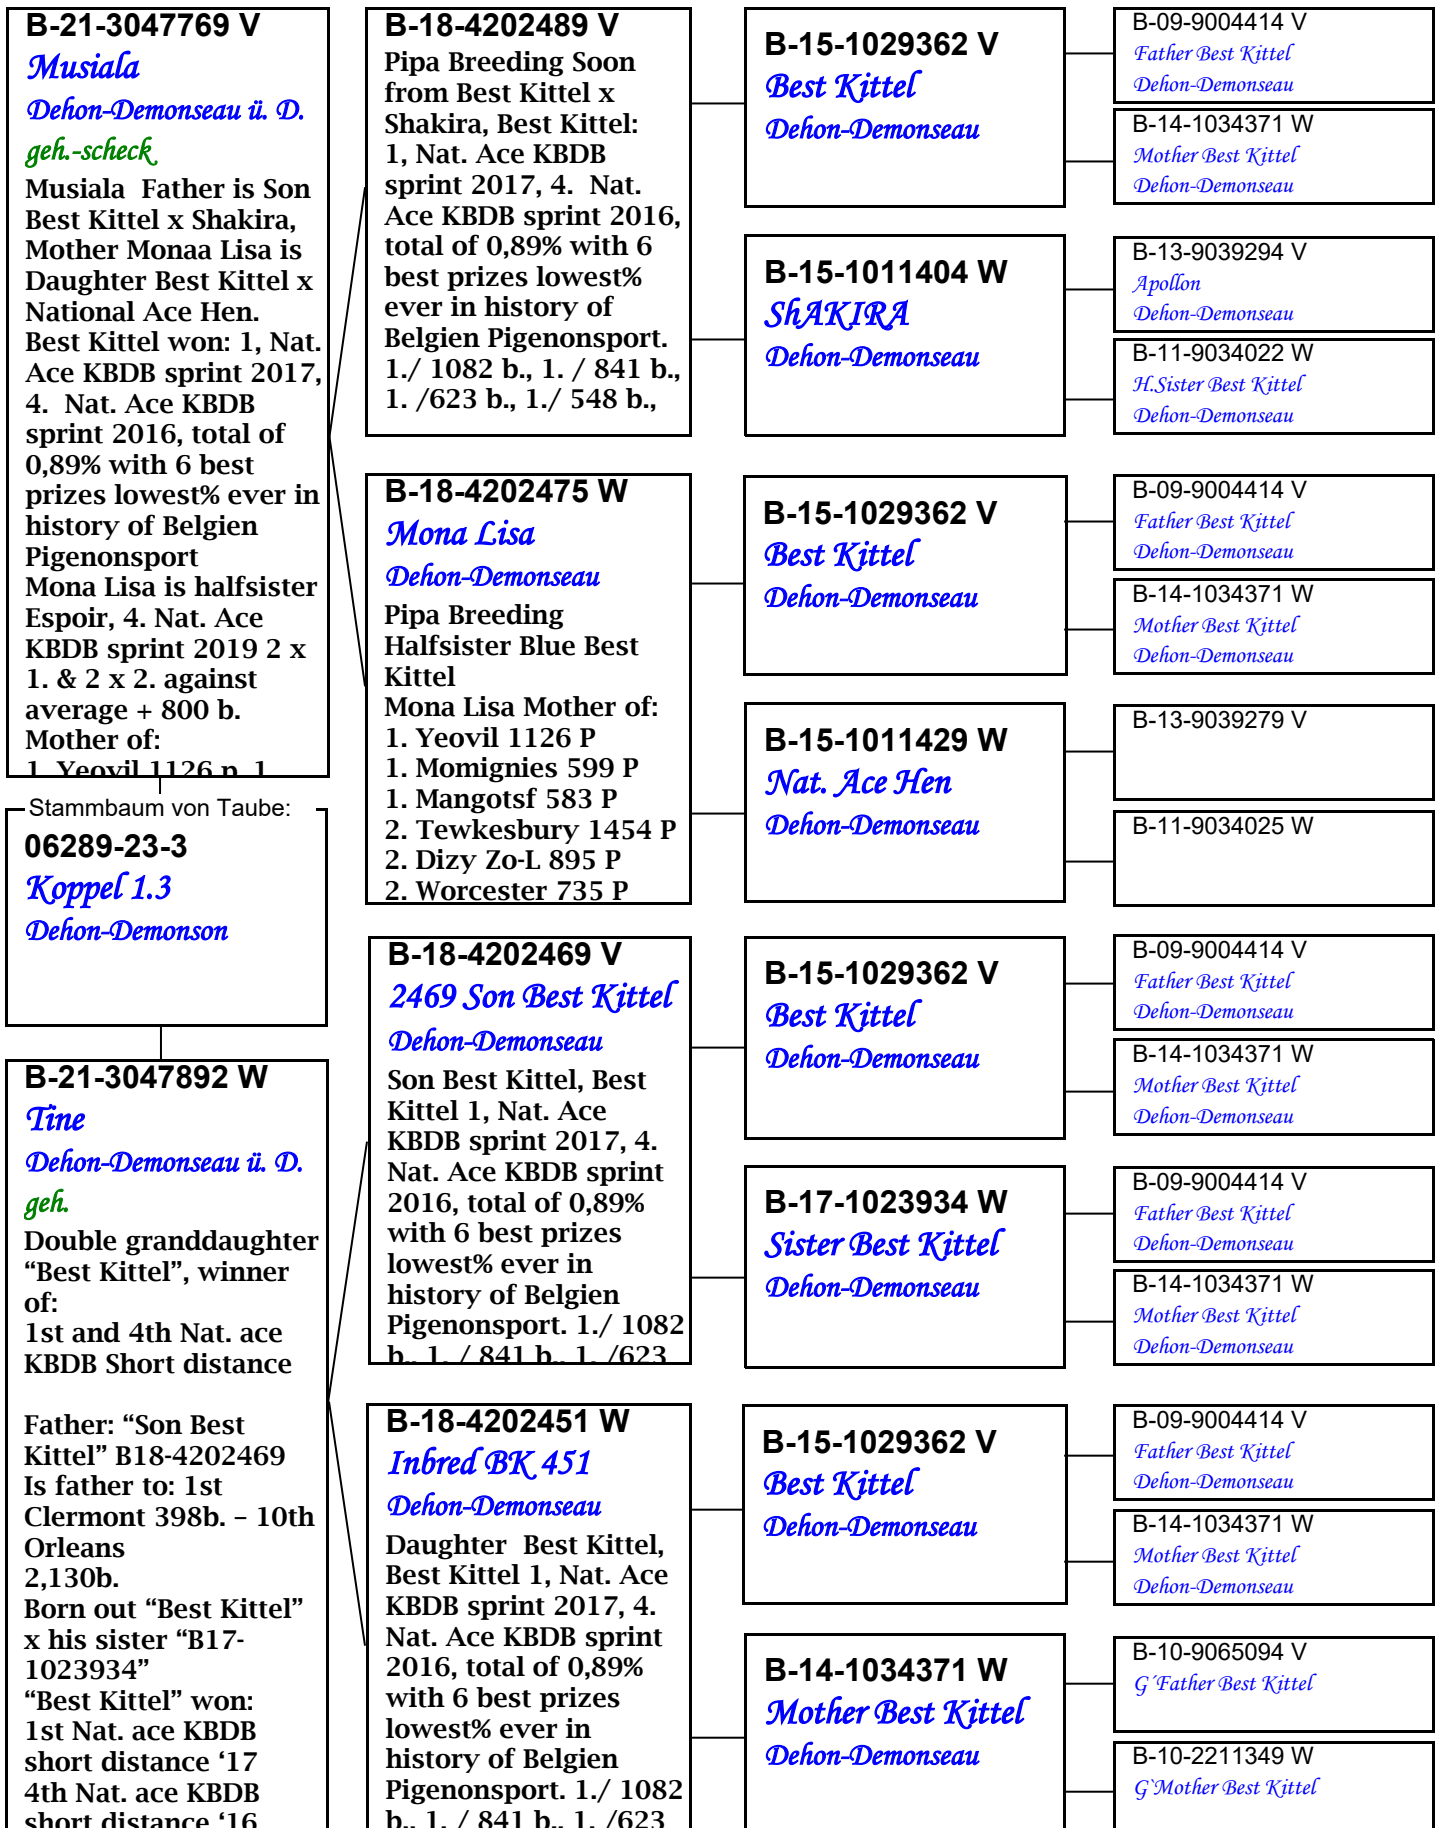 B-21-3047769 V
Musiala
Dehon-Demonseau ü. D.
geh.-scheck
Musiala  Father is Son
Best Kittel x Shakira,
Mother Monaa Lisa is
Daughter Best Kittel x
National Ace Hen.
Best Kittel won: 1, Nat.
Ace KBDB sprint 2017,
4.  Nat. Ace KBDB
sprint 2016, total of
0,89% with 6 best
prizes lowest% ever in
history of Belgien
Pigenonsport
Mona Lisa is halfsister
Espoir, 4. Nat. Ace
KBDB sprint 2019 2 x
1. & 2 x 2. against
average + 800 b.
Mother of:
1. Yeovil 1126 p. 1
Stammbaum von Taube:
06289-23-3
Koppel 1.3
Dehon-Demonson
B-21-3047892 W
Tine
Dehon-Demonseau ü. D.
geh.
Double granddaughter
“Best Kittel”, winner
of:
1st and 4th Nat. ace
KBDB Short distance
Father: “Son Best
Kittel” B18-4202469
Is father to: 1st
Clermont 398b. – 10th
Orleans
2,130b.
Born out “Best Kittel”
x his sister “B17-
1023934”
“Best Kittel” won:
1st Nat. ace KBDB
short distance ‘17
4th Nat. ace KBDB
short distance ‘16
B-18-4202489 V
Pipa Breeding Soon
from Best Kittel x
Shakira, Best Kittel:
1, Nat. Ace KBDB
sprint 2017, 4.  Nat.
Ace KBDB sprint 2016,
total of 0,89% with 6
best prizes lowest%
ever in history of
Belgien Pigenonsport.
1./ 1082 b., 1. / 841 b.,
1. /623 b., 1./ 548 b.,
B-18-4202475 W
Mona Lisa
Dehon-Demonseau
Pipa Breeding
Halfsister Blue Best
Kittel
Mona Lisa Mother of:
1. Yeovil 1126 P
1. Momignies 599 P
1. Mangotsf 583 P
2. Tewkesbury 1454 P
2. Dizy Zo-L 895 P
2. Worcester 735 P
B-18-4202469 V
2469 Son Best Kittel
Dehon-Demonseau
Son Best Kittel, Best
Kittel 1, Nat. Ace
KBDB sprint 2017, 4.
Nat. Ace KBDB sprint
2016, total of 0,89%
with 6 best prizes
lowest% ever in
history of Belgien
Pigenonsport. 1./ 1082
b., 1. / 841 b., 1. /623
B-18-4202451 W
Inbred BK 451
Dehon-Demonseau
Daughter  Best Kittel,
Best Kittel 1, Nat. Ace
KBDB sprint 2017, 4.
Nat. Ace KBDB sprint
2016, total of 0,89%
with 6 best prizes
lowest% ever in
history of Belgien
Pigenonsport. 1./ 1082
b., 1. / 841 b., 1. /623
B-15-1029362 V
Best Kittel
Dehon-Demonseau
B-15-1011404 W
ShAKIRA
Dehon-Demonseau
B-15-1029362 V
Best Kittel
Dehon-Demonseau
B-15-1011429 W
Nat. Ace Hen
Dehon-Demonseau
B-15-1029362 V
Best Kittel
Dehon-Demonseau
B-17-1023934 W
Sister Best Kittel
Dehon-Demonseau
B-15-1029362 V
Best Kittel
Dehon-Demonseau
B-14-1034371 W
Mother Best Kittel
Dehon-Demonseau
B-09-9004414 V
Father Best Kittel
Dehon-Demonseau
B-14-1034371 W
Mother Best Kittel
Dehon-Demonseau
B-13-9039294 V
Apollon
Dehon-Demonseau
B-11-9034022 W
H.Sister Best Kittel
Dehon-Demonseau
B-09-9004414 V
Father Best Kittel
Dehon-Demonseau
B-14-1034371 W
Mother Best Kittel
Dehon-Demonseau
B-13-9039279 V
B-11-9034025 W
B-09-9004414 V
Father Best Kittel
Dehon-Demonseau
B-14-1034371 W
Mother Best Kittel
Dehon-Demonseau
B-09-9004414 V
Father Best Kittel
Dehon-Demonseau
B-14-1034371 W
Mother Best Kittel
Dehon-Demonseau
B-09-9004414 V
Father Best Kittel
Dehon-Demonseau
B-14-1034371 W
Mother Best Kittel
Dehon-Demonseau
B-10-9065094 V
G´Father Best Kittel
B-10-2211349 W
G`Mother Best Kittel